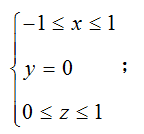 −1 ≤ x ≤ 1
y = 0 ;
0 ≤ z ≤ 1